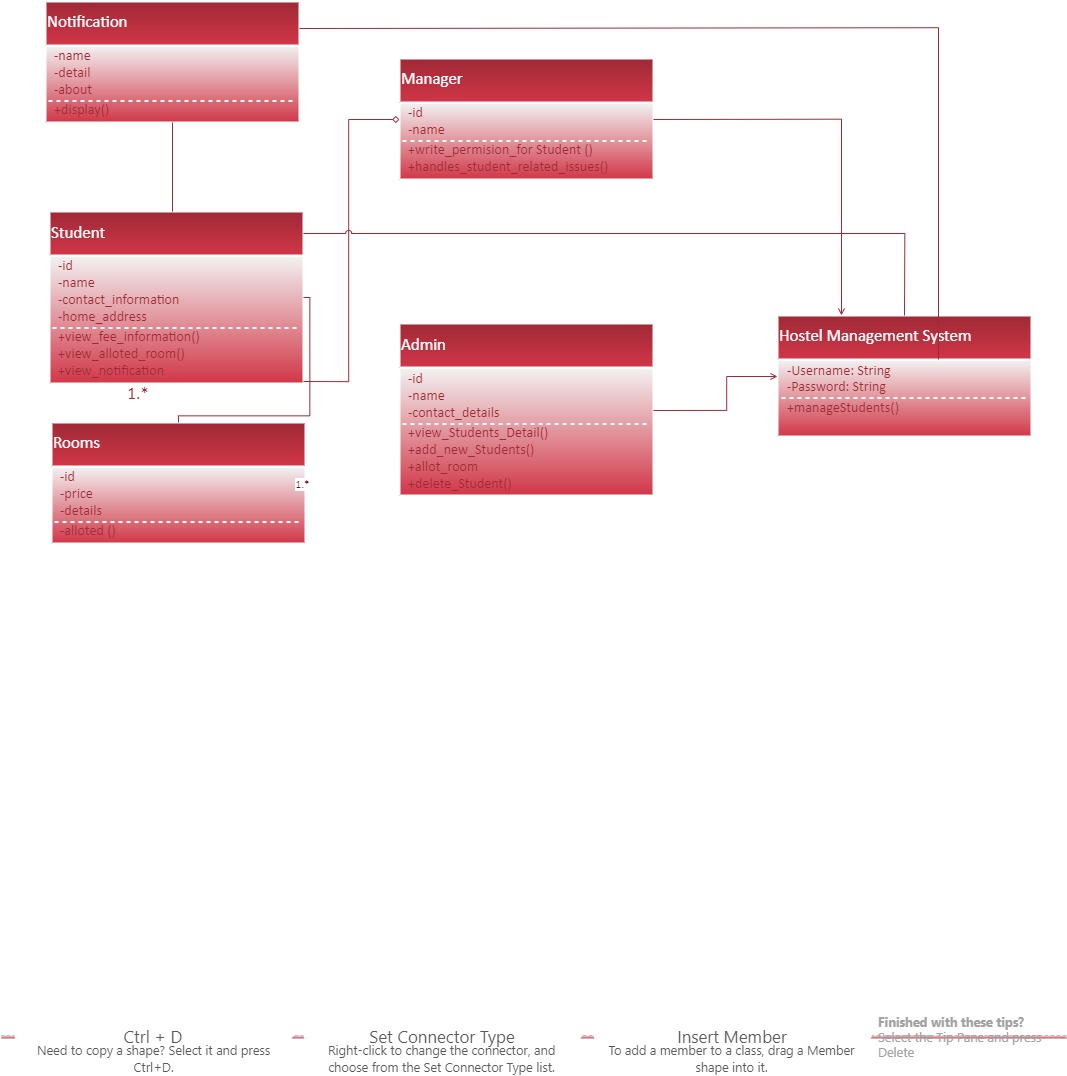 Notification
-name
-detail
-about
+display()
Manager
-id
-name
+write_permision_for Student ()
+handles_student_related_issues()
Student
-id
-name
-contact_information
-home_address
+view_fee_information()
+view_alloted_room()
+view_notification
1.*
Admin
-id
-name
-contact_details
+view_Students_Detail()
+add_new_Students()
+allot_room
+delete_Student()
Hostel Management System
-Username: String
-Password: String
+manageStudents()
Rooms
-id
-price
-details
-alloted ()
1.*
Ctrl + D
Need to copy a shape? Select it and press
Ctrl+D.
Set Connector Type
Right-click to change the connector, and
choose from the Set Connector Type list.
Insert Member
To add a member to a class, drag a Member
shape into it.
Finished with these tips?
Select the Tip Pane and press
Delete